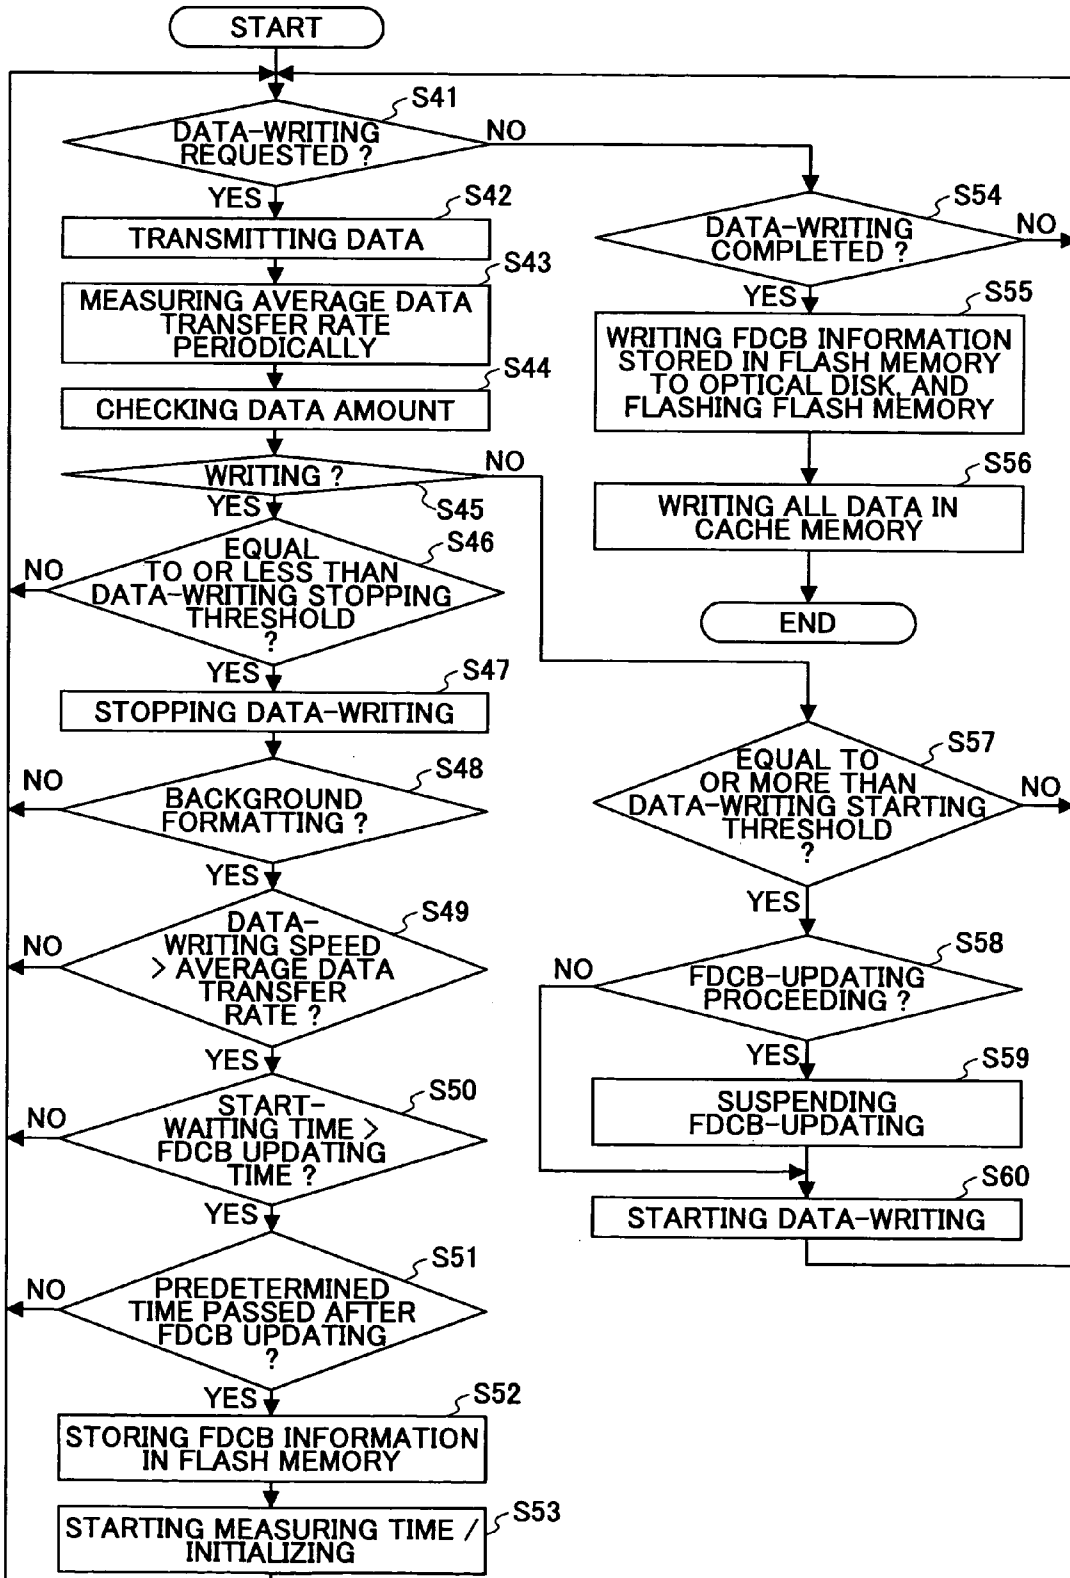 START
S41
DATA-WRITING
REQUESTED ?
NO
YES
S42
TRANSMITTING DATA
S43
MEASURING AVERAGE DATA
TRANSFER RATE
PERIODICALLY
S44
CHECKING DATA AMOUNT
WRITING ?
NO
YES
S45
S46
EQUAL
TO OR LESS THAN
DATA-WRITING STOPPING
THRESHOLD
?
NO
YES
S47
STOPPING DATA-WRITING
S48
BACKGROUND
FORMATTING ?
NO
YES
S49
DATA-
WRITING SPEED
> AVERAGE DATA
TRANSFER
RATE ?
NO
YES
S50
START-
WAITING TIME >
FDCB UPDATING
TIME ?
NO
YES
S51
PREDETERMINED
TIME PASSED AFTER
FDCB UPDATING
?
NO
YES
S52
STORING FDCB INFORMATION
IN FLASH MEMORY
S53
STARTING MEASURING TIME /
INITIALIZING
S54
DATA-WRITING
COMPLETED ?
NO
YES
S55
WRITING FDCB INFORMATION
STORED IN FLASH MEMORY
TO OPTICAL DISK, AND
FLASHING FLASH MEMORY
S56
WRITING ALL DATA IN
CACHE MEMORY
END
S57
EQUAL TO
OR MORE THAN
DATA-WRITING STARTING
THRESHOLD
?
NO
YES
S58
FDCB-UPDATING
PROCEEDING ?
NO
YES
S59
SUSPENDING
FDCB-UPDATING
S60
STARTING DATA-WRITING